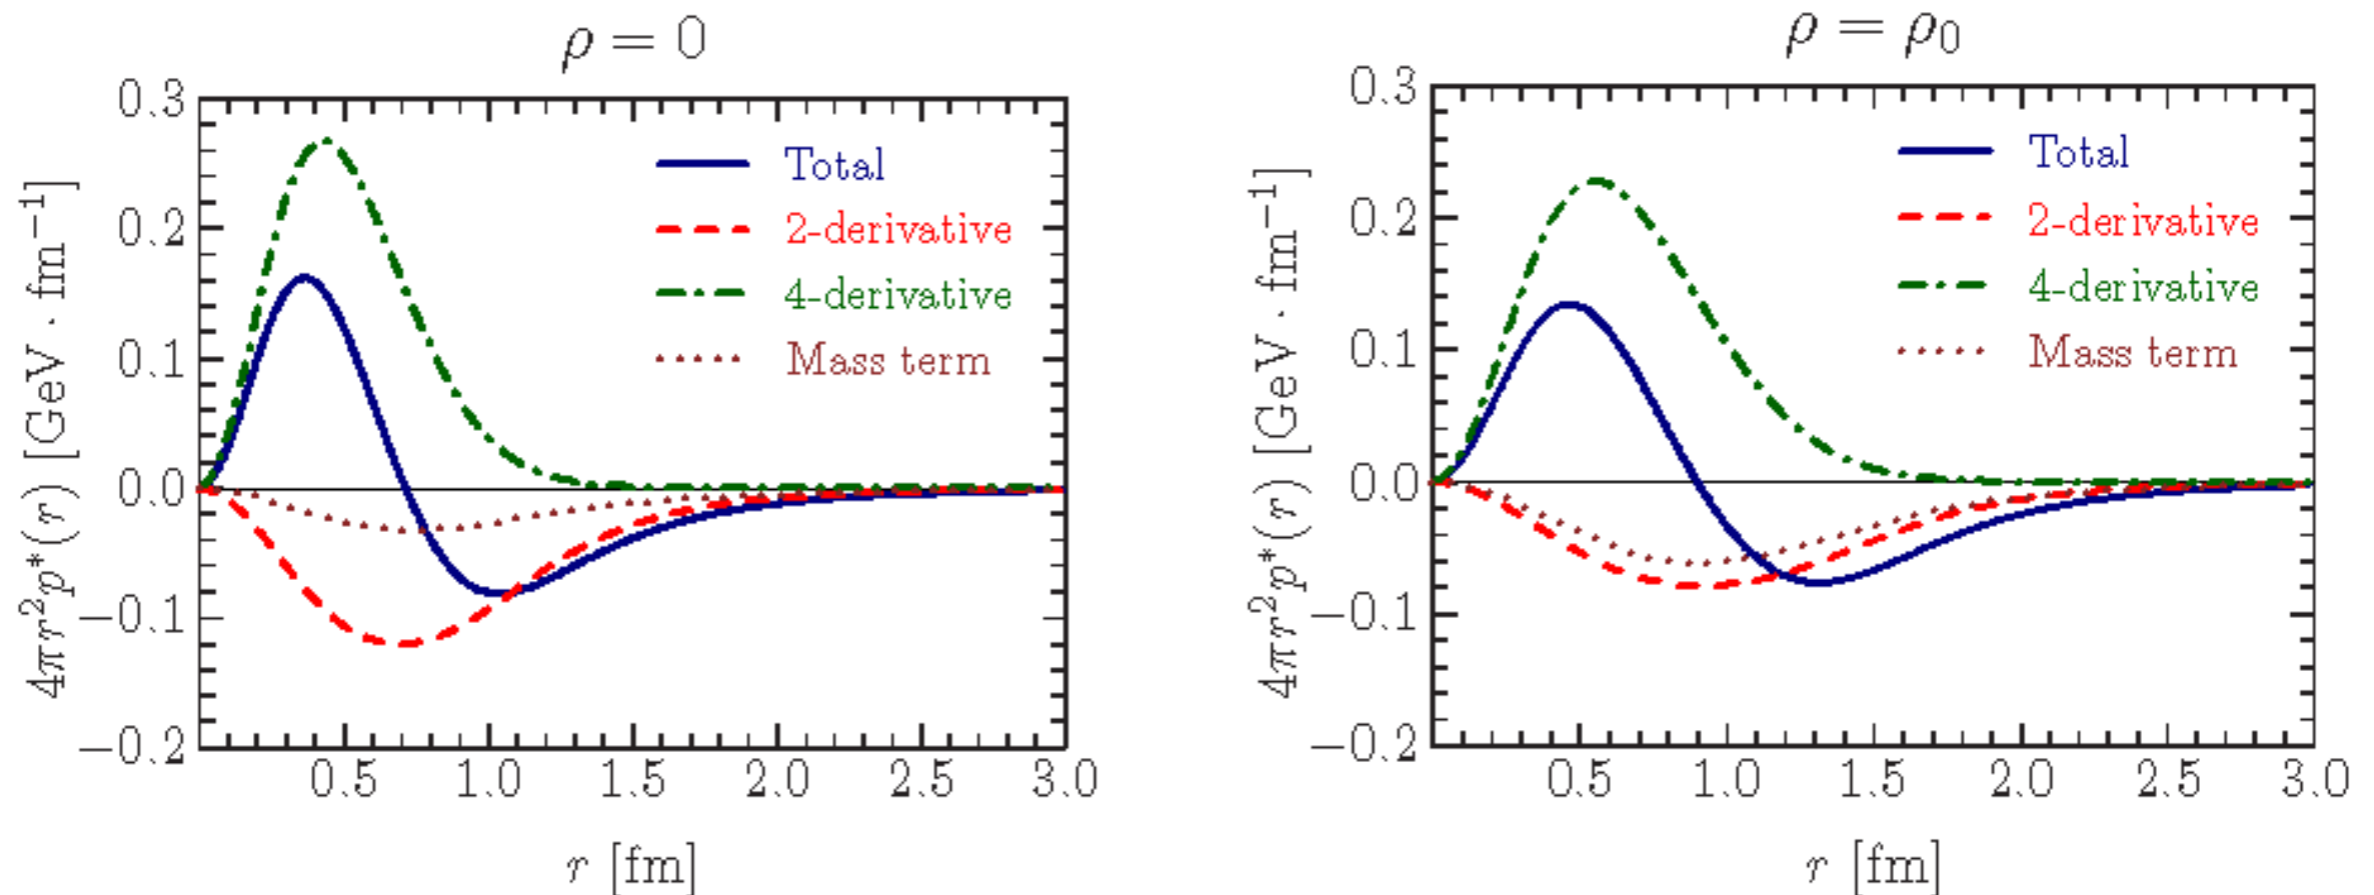 ρ = 0
4πr²p*(r) [GeV · fm⁻¹]
0.3
0.2
0.1
0.0
−0.1
−0.2
Total
2-derivative
4-derivative
Mass term
0.5 1.0 1.5 2.0 2.5 3.0
r [fm]
ρ = ρ₀
4πr²p*(r) [GeV · fm⁻¹]
0.3
0.2
0.1
0.0
−0.1
−0.2
Total
2-derivative
4-derivative
Mass term
0.5 1.0 1.5 2.0 2.5 3.0
r [fm]